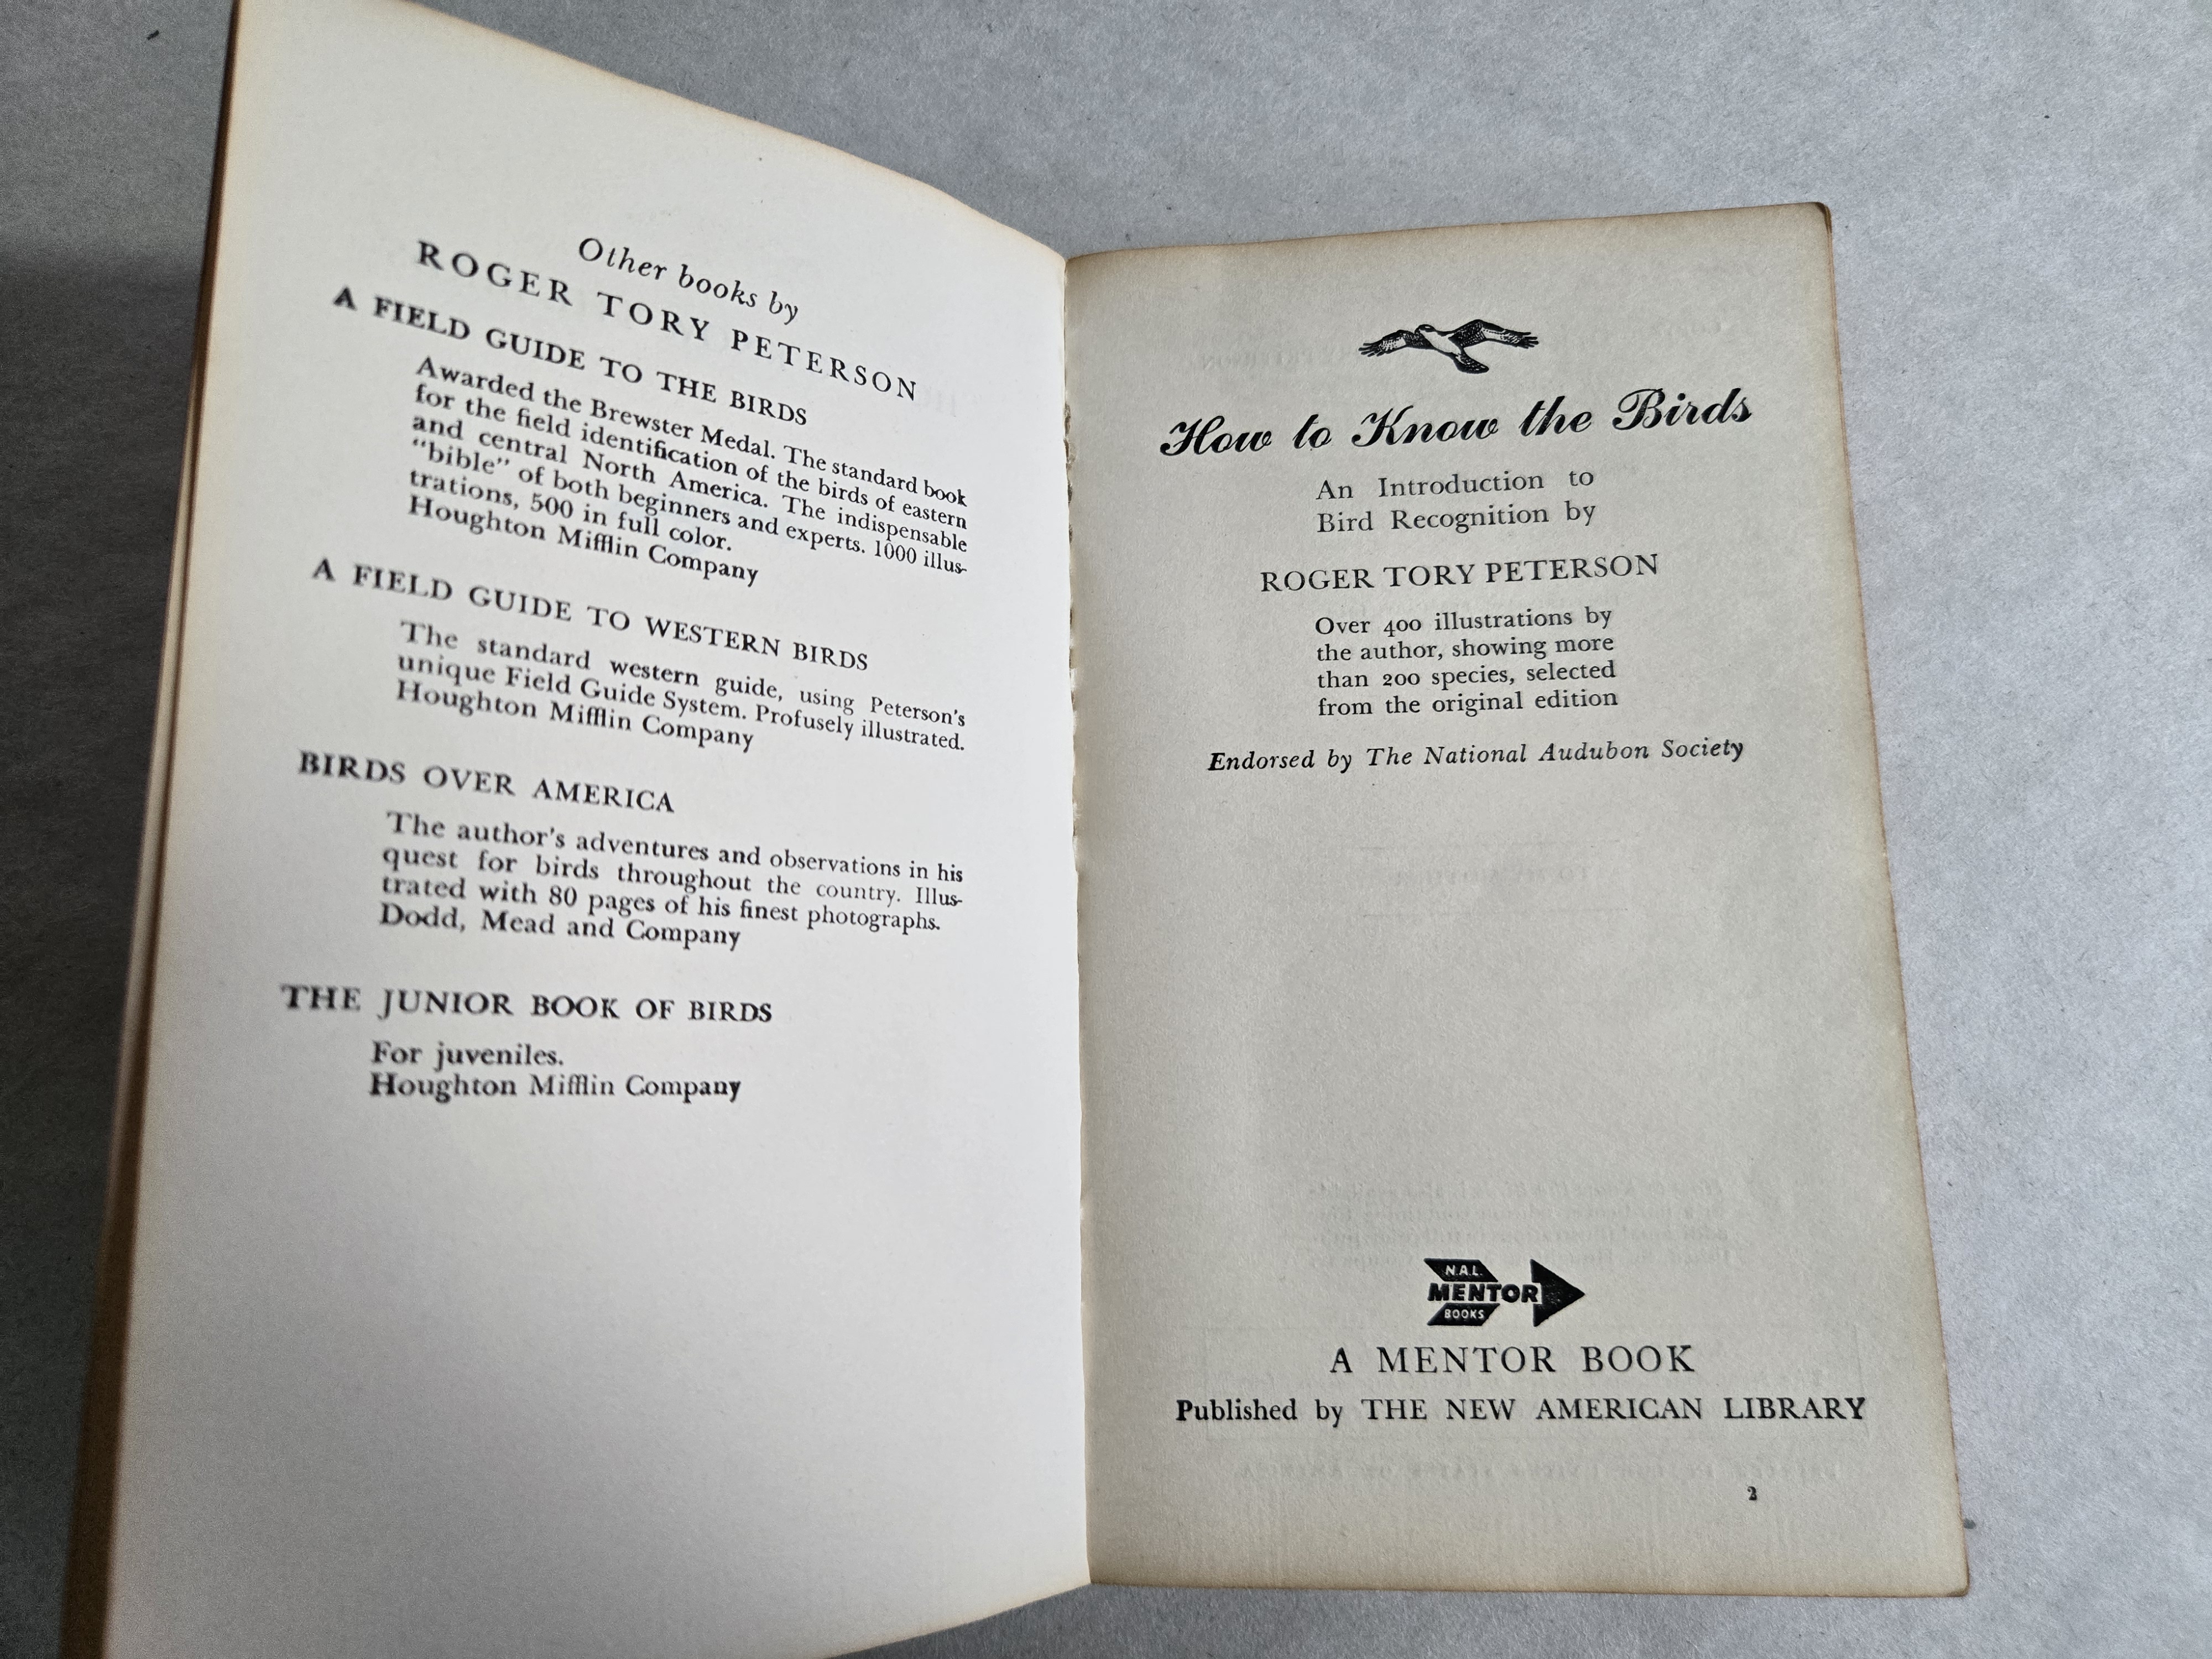 Other books by
ROGER TORY PETERSON
A FIELD GUIDE TO THE BIRDS
Awarded the Brewster Medal. The standard book
for the field identification of the birds of eastern
and central North America. The indispensable
"bible" of both beginners and experts. 1000 illus-
trations, 500 in full color.
Houghton Mifflin Company
A FIELD GUIDE TO WESTERN BIRDS
The standard western guide, using Peterson's
unique Field Guide System. Profusely illustrated.
Houghton Mifflin Company
BIRDS OVER AMERICA
The author's adventures and observations in his
quest for birds throughout the country. Illus-
trated with 80 pages of his finest photographs.
Dodd, Mead and Company
THE JUNIOR BOOK OF BIRDS
For juveniles.
Houghton Mifflin Company
How to Know the Birds
An Introduction to
Bird Recognition by
ROGER TORY PETERSON
Over 400 illustrations by
the author, showing more
than 200 species, selected
from the original edition
Endorsed by The National Audubon Society
N.A.L.
MENTOR
BOOKS
A MENTOR BOOK
Published by THE NEW AMERICAN LIBRARY
2